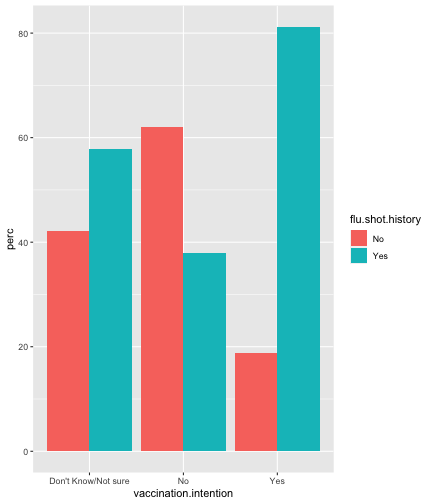 80
60
40
20
0
perc
Don't Know/Not sure No Yes
vaccination.intention
flu.shot.history
No
Yes